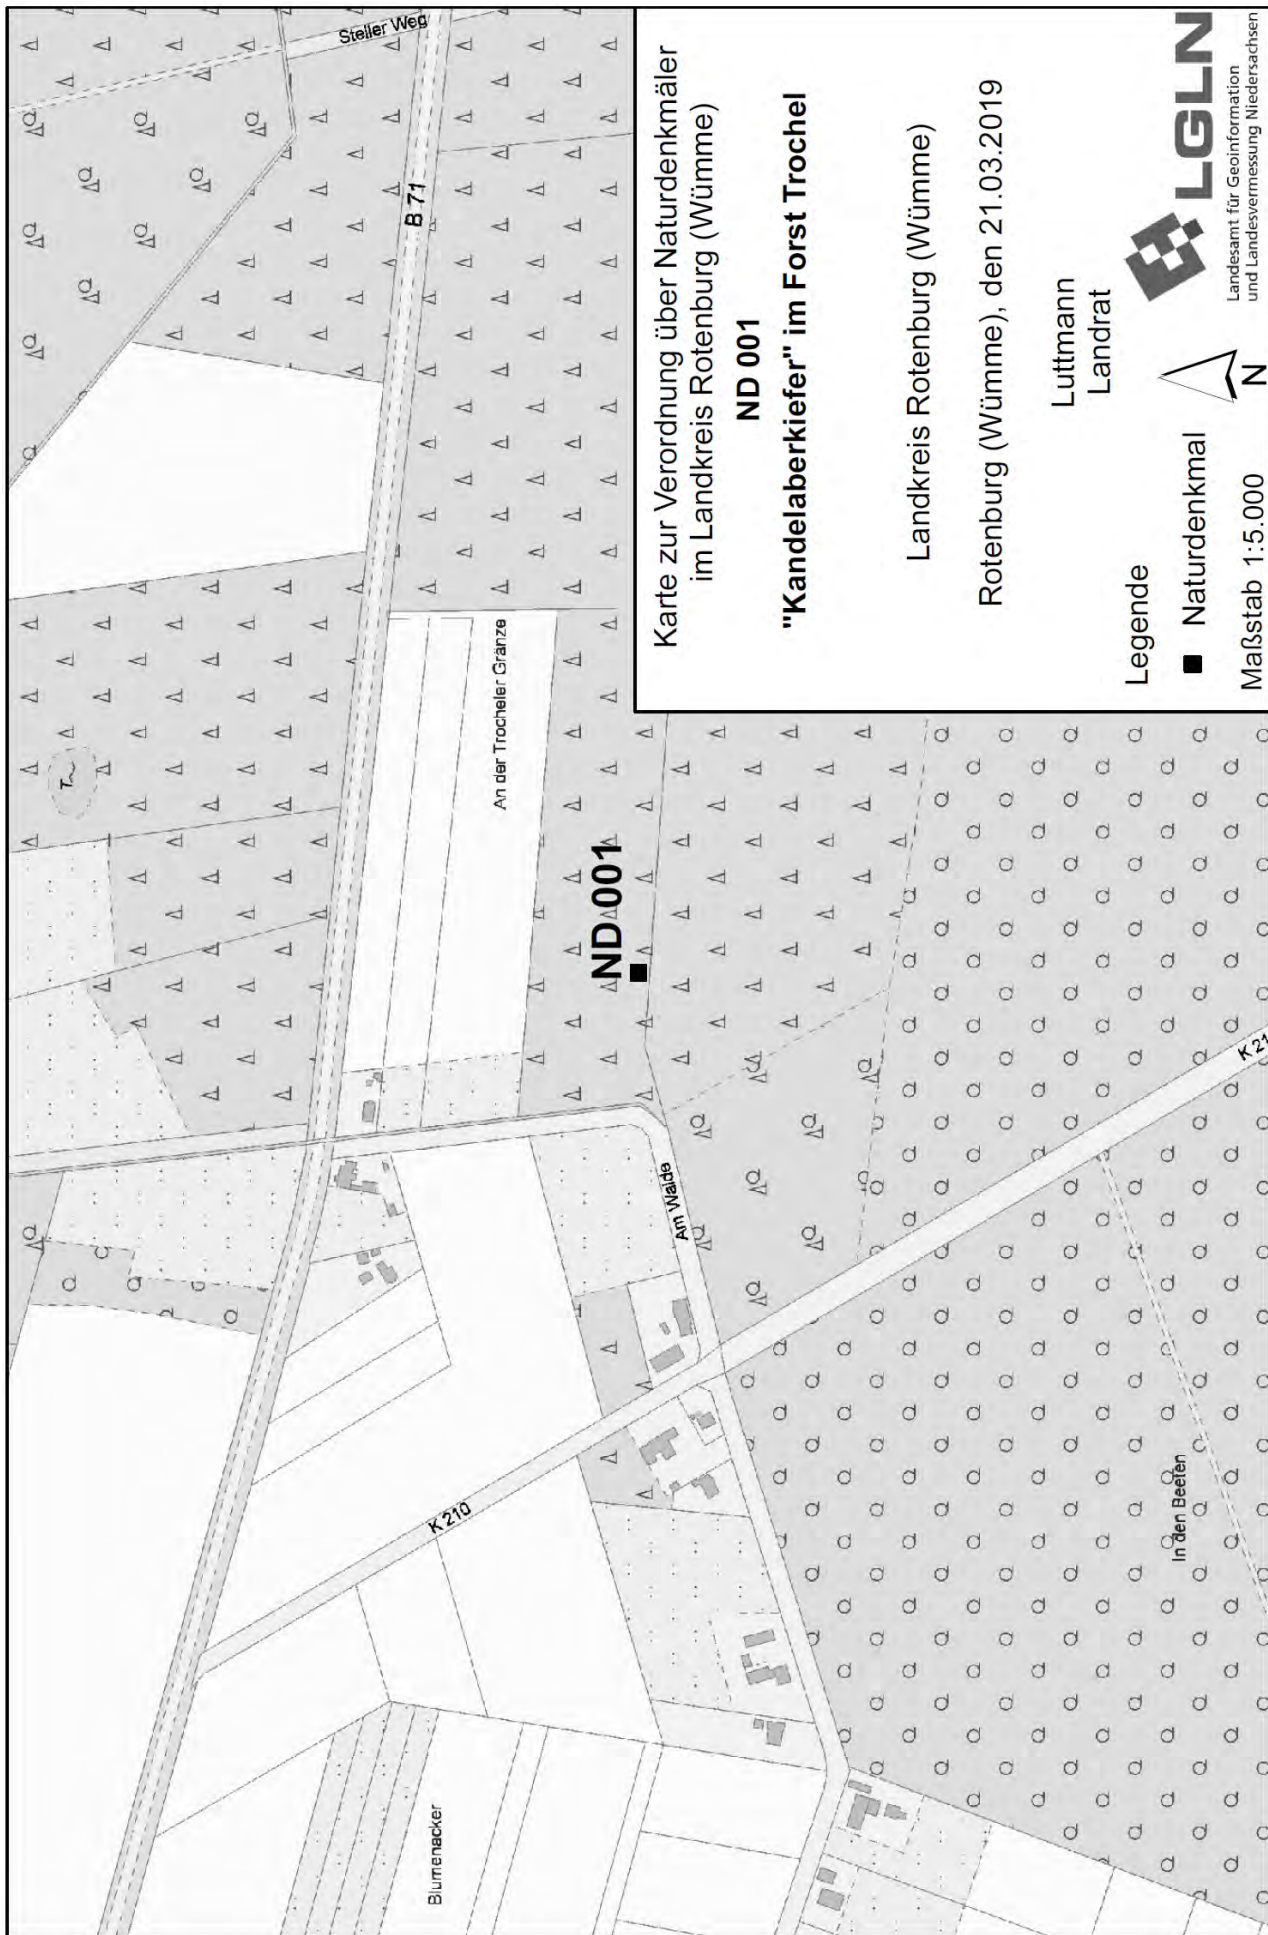 Karte zur Verordnung über Naturdenkmäler
im Landkreis Rotenburg (Wümme)
ND 001
"Kandelaberkiefer" im Forst Trochel
Landkreis Rotenburg (Wümme)
Rotenburg (Wümme), den 21.03.2019
Luttmann
Landrat
Legende
Naturdenkmal
Maßstab 1:5.000
N
LGLN
Landesamt für Geoinformation
und Landesvermessung Niedersachsen
Steller Weg
B 71
An der Trocheler Gränze
ND 001
Am Walde
K 210
K 21
In den Beeten
Blumenacker